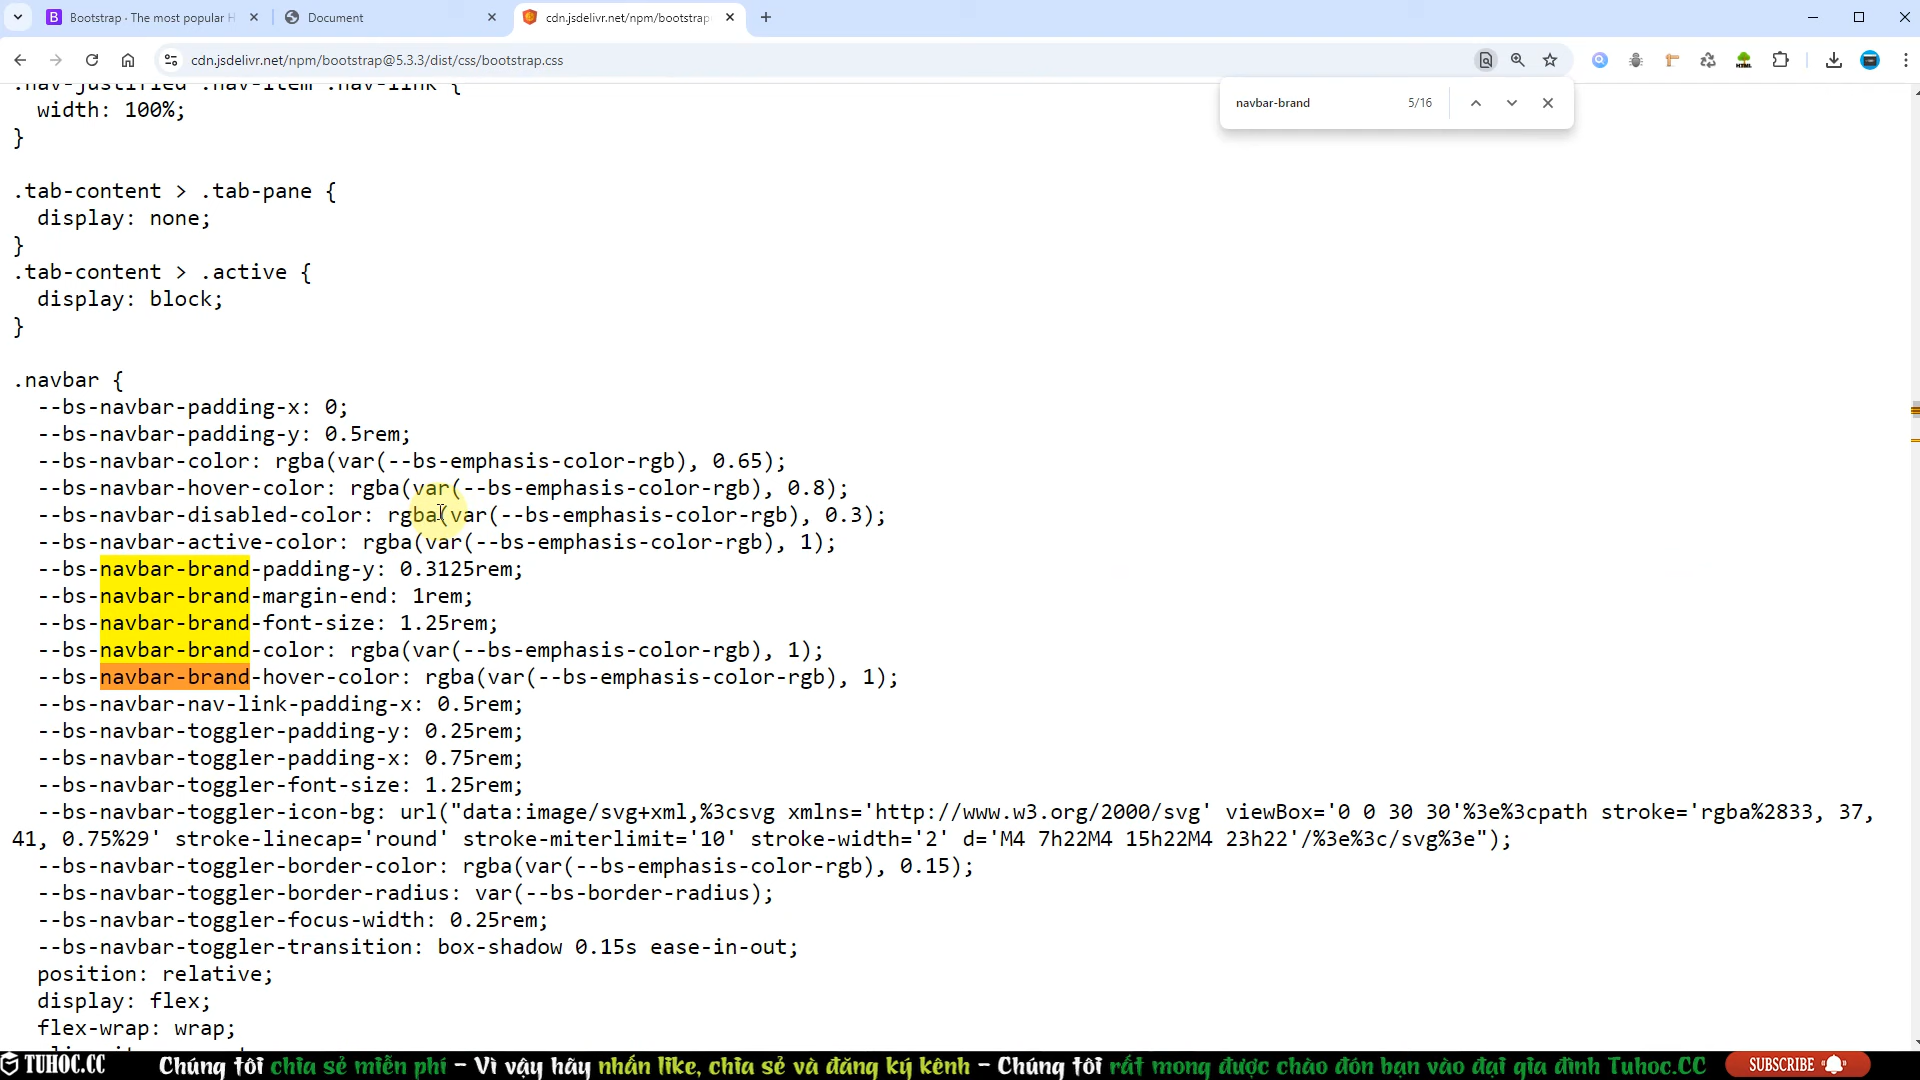 Bootstrap · The most popular H
Document
cdn.jsdelivr.net/npm/bootstrap
cdn.jsdelivr.net/npm/bootstrap@5.3.3/dist/css/bootstrap.css
navbar-brand 5/16
.nav-justified .nav-item .nav-link {
  width: 100%;
}
.tab-content > .tab-pane {
  display: none;
}
.tab-content > .active {
  display: block;
}
.navbar {
  --bs-navbar-padding-x: 0;
  --bs-navbar-padding-y: 0.5rem;
  --bs-navbar-color: rgba(var(--bs-emphasis-color-rgb), 0.65);
  --bs-navbar-hover-color: rgba(var(--bs-emphasis-color-rgb), 0.8);
  --bs-navbar-disabled-color: rgba(var(--bs-emphasis-color-rgb), 0.3);
  --bs-navbar-active-color: rgba(var(--bs-emphasis-color-rgb), 1);
  --bs-navbar-brand-padding-y: 0.3125rem;
  --bs-navbar-brand-margin-end: 1rem;
  --bs-navbar-brand-font-size: 1.25rem;
  --bs-navbar-brand-color: rgba(var(--bs-emphasis-color-rgb), 1);
  --bs-navbar-brand-hover-color: rgba(var(--bs-emphasis-color-rgb), 1);
  --bs-navbar-nav-link-padding-x: 0.5rem;
  --bs-navbar-toggler-padding-y: 0.25rem;
  --bs-navbar-toggler-padding-x: 0.75rem;
  --bs-navbar-toggler-font-size: 1.25rem;
  --bs-navbar-toggler-icon-bg: url("data:image/svg+xml,%3csvg xmlns='http://www.w3.org/2000/svg' viewBox='0 0 30 30'%3e%3cpath stroke='rgba%2833, 37,
41, 0.75%29' stroke-linecap='round' stroke-miterlimit='10' stroke-width='2' d='M4 7h22M4 15h22M4 23h22'/%3e%3c/svg%3e");
  --bs-navbar-toggler-border-color: rgba(var(--bs-emphasis-color-rgb), 0.15);
  --bs-navbar-toggler-border-radius: var(--bs-border-radius);
  --bs-navbar-toggler-focus-width: 0.25rem;
  --bs-navbar-toggler-transition: box-shadow 0.15s ease-in-out;
  position: relative;
  display: flex;
  flex-wrap: wrap;
TUHOC.CC Chúng tôi chia sẻ miễn phí – Vì vậy hãy nhấn like, chia sẻ và đăng ký kênh – Chúng tôi rất mong được chào đón bạn vào đại gia đình Tuhoc.CC SUBSCRIBE